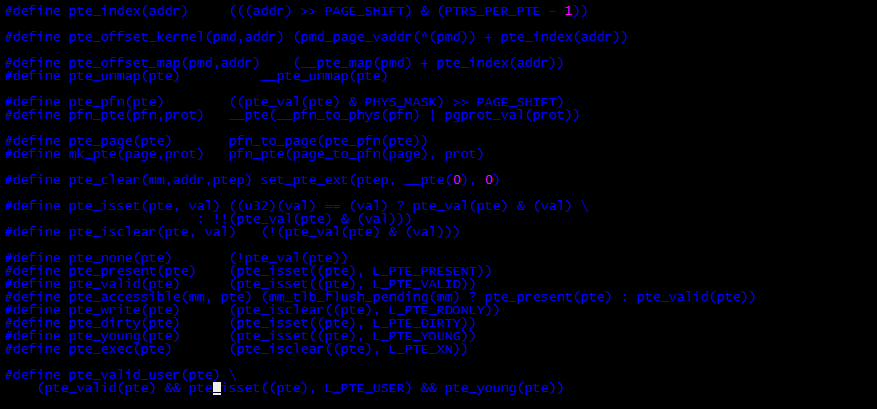 #define pte_index(addr) (((addr) >> PAGE_SHIFT) & (PTRS_PER_PTE - 1))
#define pte_offset_kernel(pmd,addr) (pmd_page_vaddr(*(pmd)) + pte_index(addr))
#define pte_offset_map(pmd,addr) (__pte_map(pmd) + pte_index(addr))
#define pte_unmap(pte) __pte_unmap(pte)
#define pte_pfn(pte) ((pte_val(pte) & PHYS_MASK) >> PAGE_SHIFT)
#define pfn_pte(pfn,prot) __pte(__pfn_to_phys(pfn) | pgprot_val(prot))
#define pte_page(pte) pfn_to_page(pte_pfn(pte))
#define mk_pte(page,prot) pfn_pte(page_to_pfn(page), prot)
#define pte_clear(mm,addr,ptep) set_pte_ext(ptep, __pte(0), 0)
#define pte_isset(pte, val) ((u32)(val) == (val) ? pte_val(pte) & (val) \
: !!(pte_val(pte) & (val)))
#define pte_isclear(pte, val) (!(pte_val(pte) & (val)))
#define pte_none(pte) (!pte_val(pte))
#define pte_present(pte) (pte_isset((pte), L_PTE_PRESENT))
#define pte_valid(pte) (pte_isset((pte), L_PTE_VALID))
#define pte_accessible(mm, pte) (mm_tlb_flush_pending(mm) ? pte_present(pte) : pte_valid(pte))
#define pte_write(pte) (pte_isclear((pte), L_PTE_RDONLY))
#define pte_dirty(pte) (pte_isset((pte), L_PTE_DIRTY))
#define pte_young(pte) (pte_isset((pte), L_PTE_YOUNG))
#define pte_exec(pte) (pte_isclear((pte), L_PTE_XN))
#define pte_valid_user(pte) \
(pte_valid(pte) && pte_isset((pte), L_PTE_USER) && pte_young(pte))